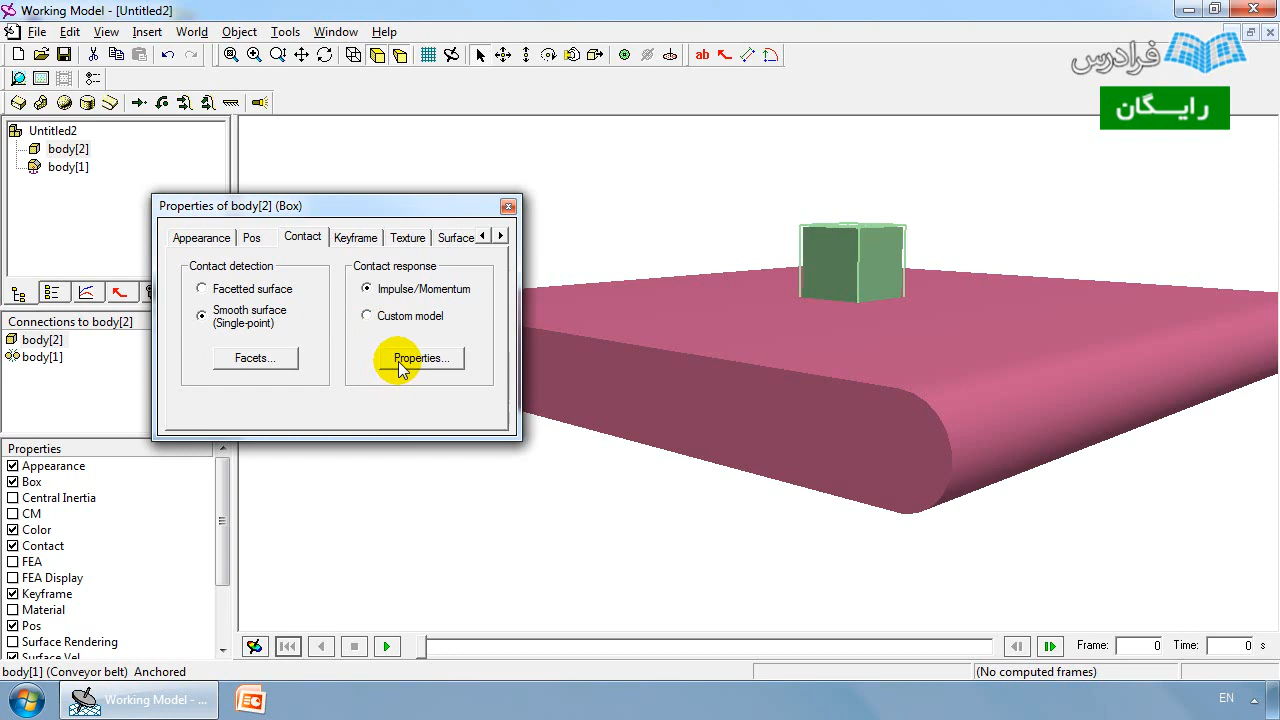 Working Model - [Untitled2]
File Edit View Insert World Object Tools Window Help
فرادرس
رایگان
Untitled2
body[2]
body[1]
Connections to body[2]
body[2]
body[1]
Properties of body[2] (Box)
Appearance Pos Contact Keyframe Texture Surface
Contact detection
Facetted surface
Smooth surface
(Single-point)
Facets...
Contact response
Impulse/Momentum
Custom model
Properties...
Properties
Appearance
Box
Central Inertia
CM
Color
Contact
FEA
FEA Display
Keyframe
Material
Pos
Surface Rendering
Surface Vel
Frame: 0 Time: 0 s
body[1] (Conveyor belt) Anchored
(No computed frames)
Working Model - ...
EN